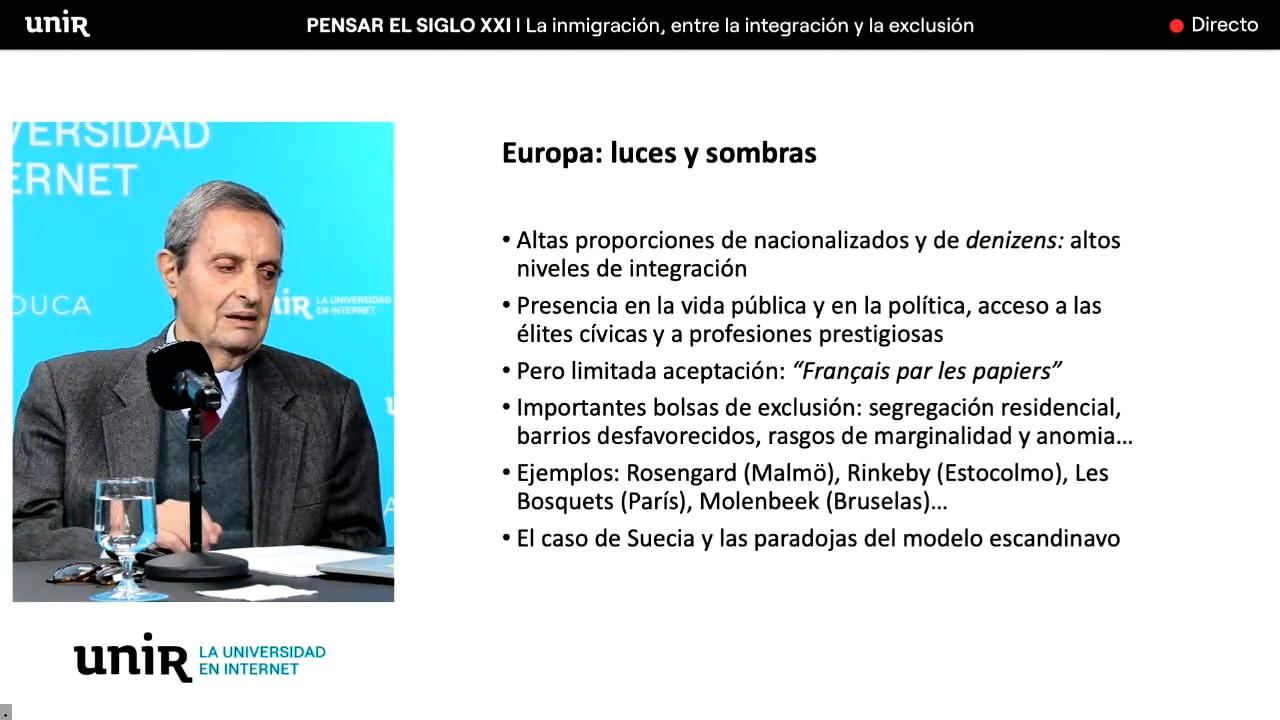 unir
PENSAR EL SIGLO XXI | La inmigración, entre la integración y la exclusión
Directo
VERSIDAD
ERNET
DUCA
unir LA UNIVERSIDAD
EN INTERNET
Europa: luces y sombras
• Altas proporciones de nacionalizados y de denizens: altos
niveles de integración
• Presencia en la vida pública y en la política, acceso a las
élites cívicas y a profesiones prestigiosas
• Pero limitada aceptación: “Français par les papiers”
• Importantes bolsas de exclusión: segregación residencial,
barrios desfavorecidos, rasgos de marginalidad y anomia...
• Ejemplos: Rosengard (Malmö), Rinkeby (Estocolmo), Les
Bosquets (París), Molenbeek (Bruselas)...
• El caso de Suecia y las paradojas del modelo escandinavo
unir LA UNIVERSIDAD
EN INTERNET